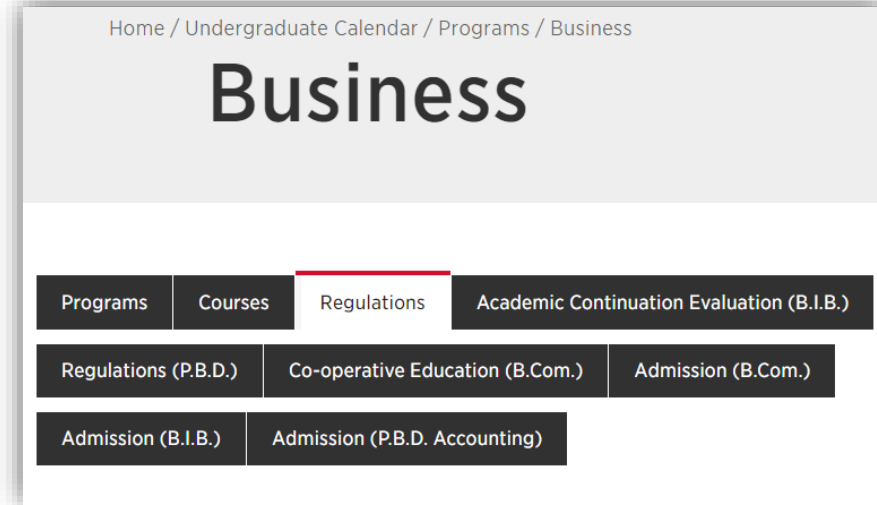 Home / Undergraduate Calendar / Programs / Business
Business
Programs Courses Regulations Academic Continuation Evaluation (B.I.B.)
Regulations (P.B.D.) Co-operative Education (B.Com.) Admission (B.Com.)
Admission (B.I.B.) Admission (P.B.D. Accounting)